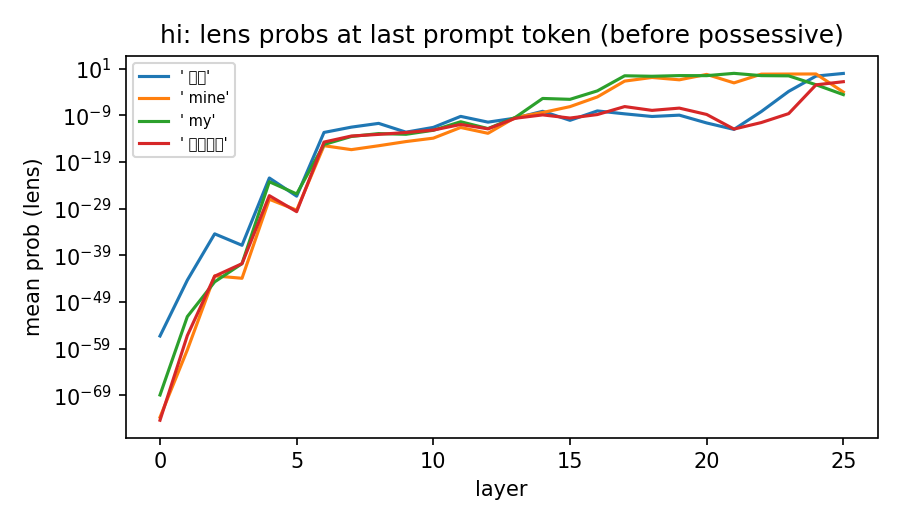 hi: lens probs at last prompt token (before possessive)
' '
' mine'
' my'
' '
10^1
10^-9
10^-19
10^-29
10^-39
10^-49
10^-59
10^-69
mean prob (lens)
0 5 10 15 20 25
layer